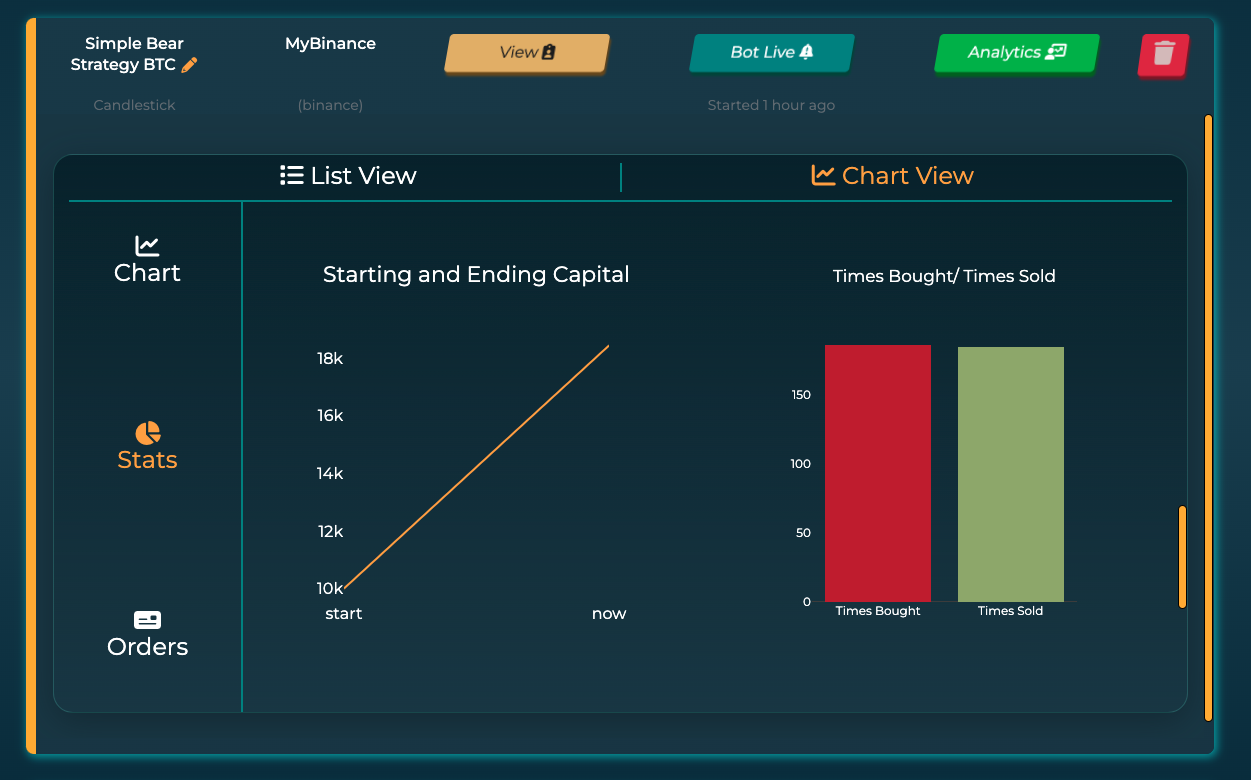 Simple Bear
Strategy BTC
MyBinance
View
Bot Live
Analytics
Candlestick
(binance)
Started 1 hour ago
List View
Chart View
Chart
Stats
Orders
Starting and Ending Capital
18k
16k
14k
12k
10k
start
now
Times Bought/ Times Sold
150
100
50
0
Times Bought
Times Sold